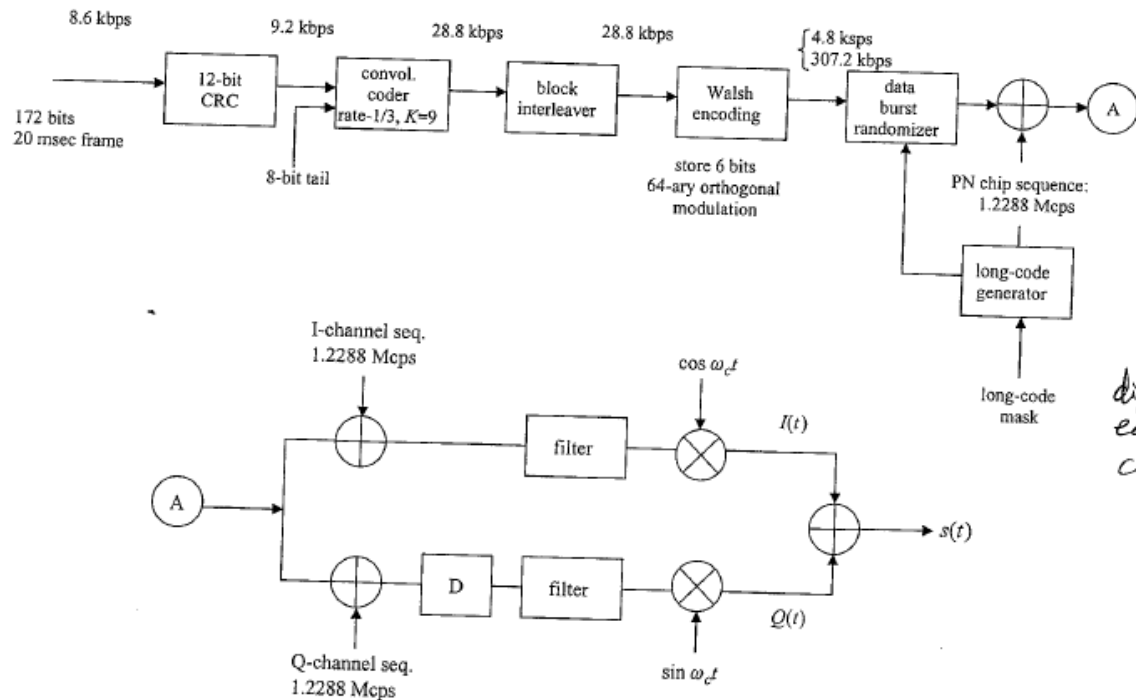 8.6 kbps
9.2 kbps
28.8 kbps
28.8 kbps
4.8 ksps
307.2 kbps
172 bits
20 msec frame
12-bit
CRC
convol.
coder
rate-1/3, K=9
8-bit tail
block
interleaver
Walsh
encoding
store 6 bits
64-ary orthogonal
modulation
data
burst
randomizer
A
PN chip sequence:
1.2288 Mcps
long-code
generator
long-code
mask
I-channel seq.
1.2288 Mcps
cos ω_c t
filter
I(t)
A
s(t)
D
filter
Q(t)
Q-channel seq.
1.2288 Mcps
sin ω_c t